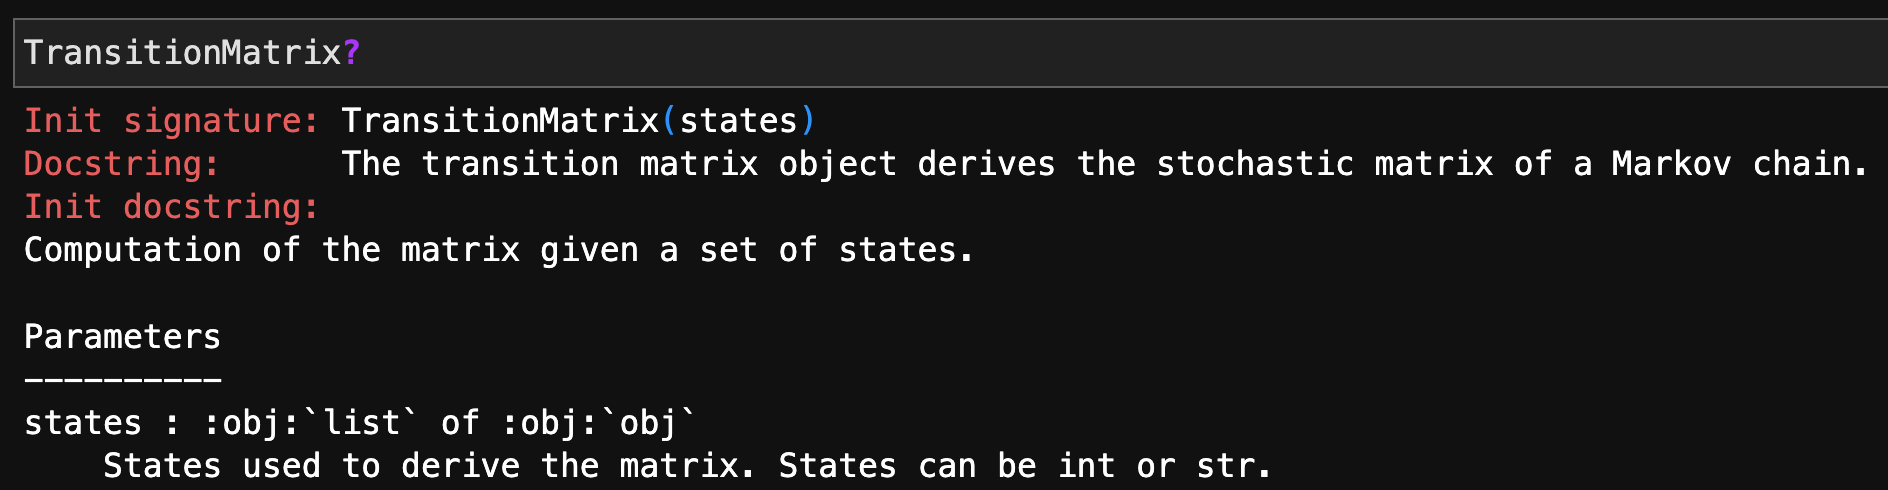 TransitionMatrix?
Init signature: TransitionMatrix(states)
Docstring:      The transition matrix object derives the stochastic matrix of a Markov chain.
Init docstring:
Computation of the matrix given a set of states.

Parameters
----------
states : :obj:`list` of :obj:`obj`
    States used to derive the matrix. States can be int or str.